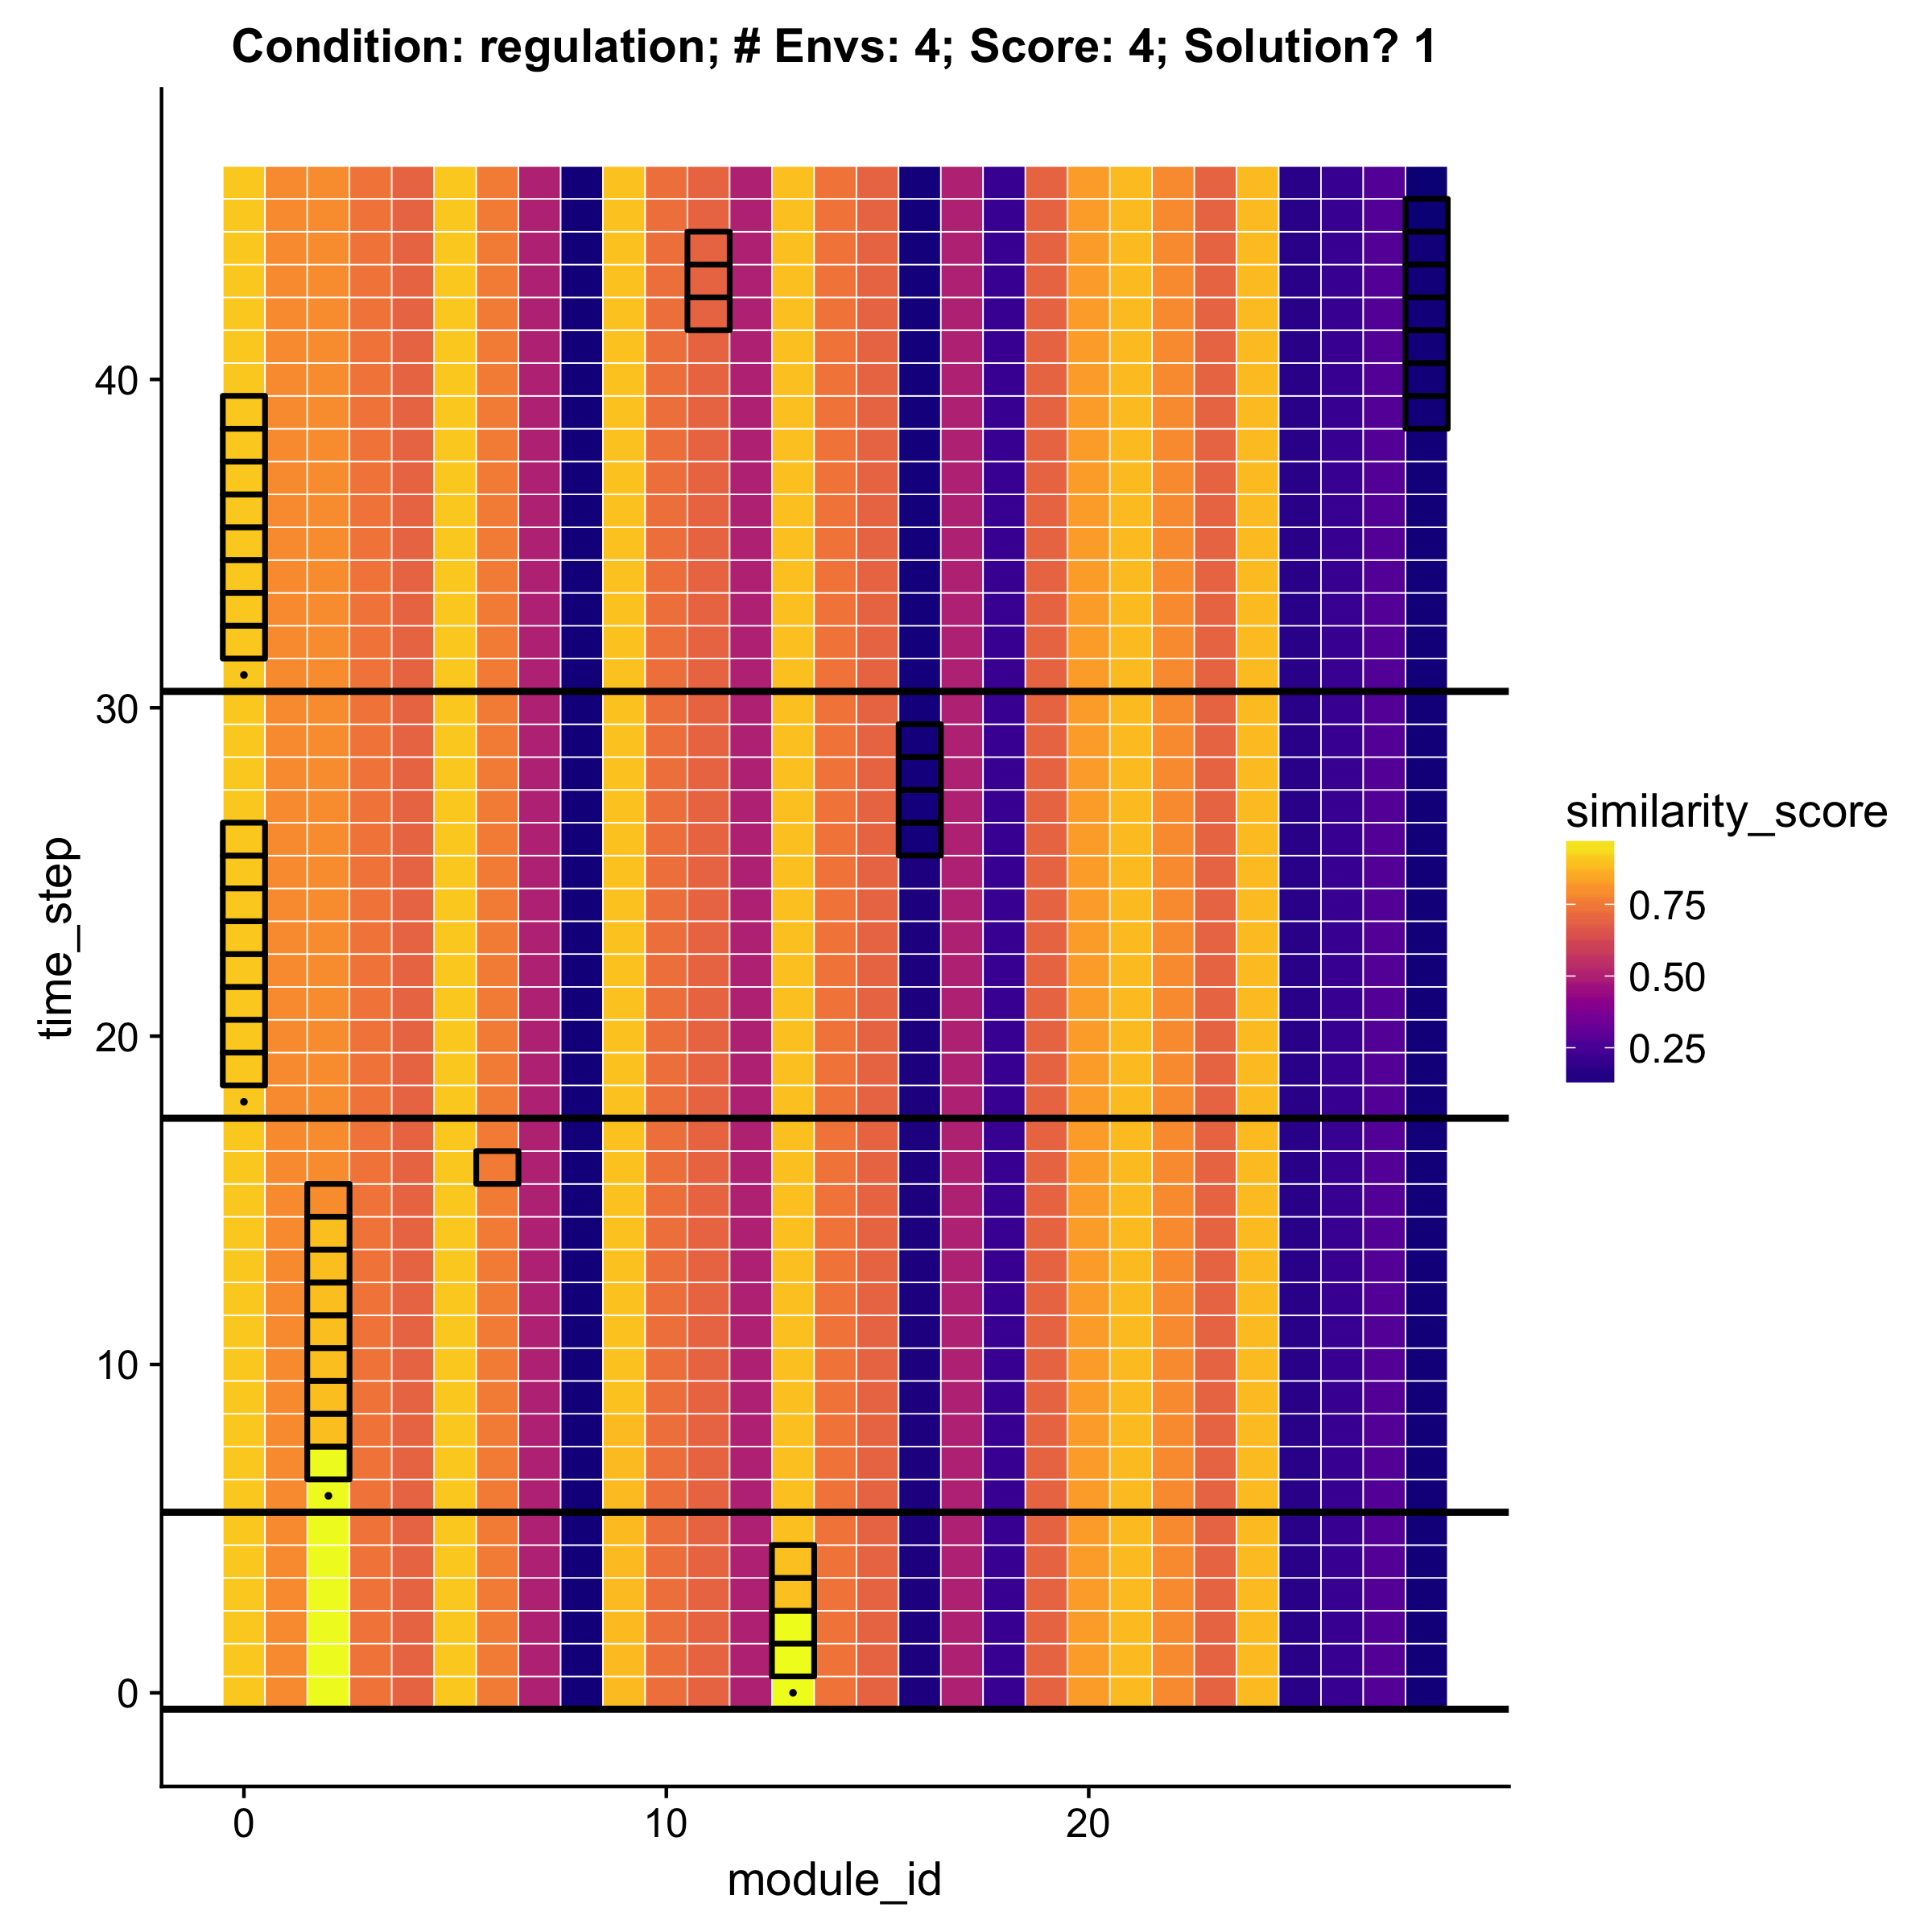 Condition: regulation; # Envs: 4; Score: 4; Solution? 1
time_step
40
30
20
10
0
0 10 20
module_id
similarity_score
0.75
0.50
0.25